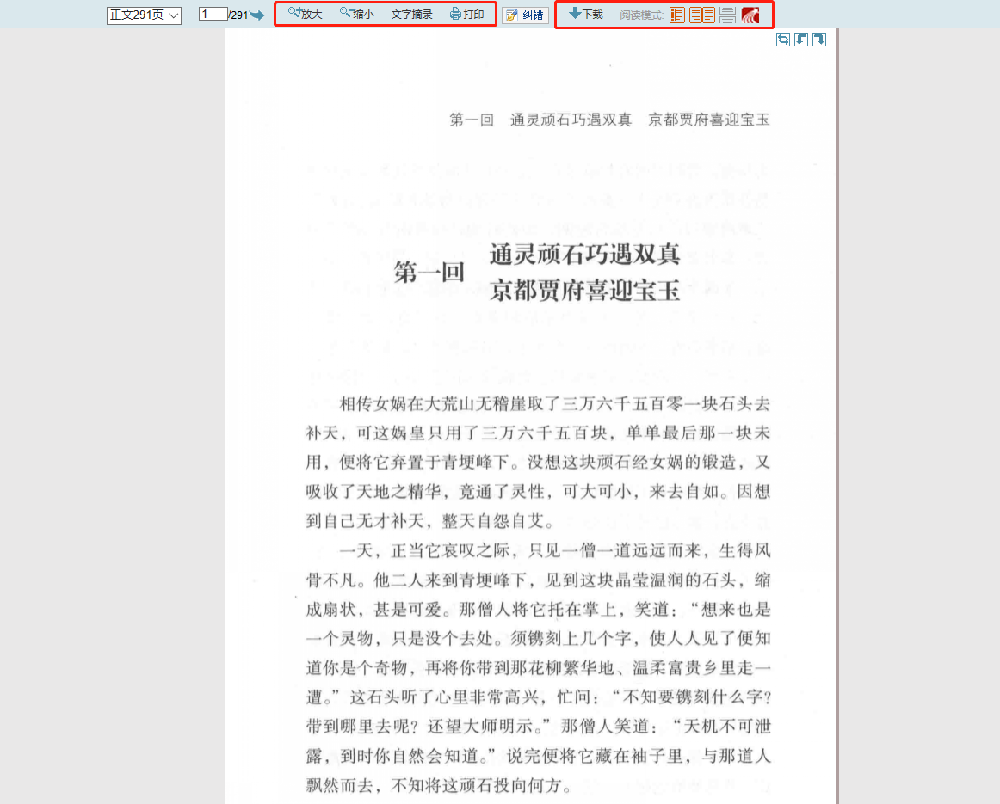 正文291页 1 /291 放大 缩小 文字摘录 打印 纠错 下载 阅读模式:
第一回 通灵顽石巧遇双真 京都贾府喜迎宝玉
第一回
通灵顽石巧遇双真
京都贾府喜迎宝玉
相传女娲在大荒山无稽崖取了三万六千五百零一块石头去
补天，可这娲皇只用了三万六千五百块，单单最后那一块未
用，便将它弃置于青埂峰下。没想这块顽石经女娲的锻造，又
吸收了天地之精华，竟通了灵性，可大可小，来去自如。因想
到自己无才补天，整天自怨自艾。
一天，正当它哀叹之际，只见一僧一道远远而来，生得风
骨不凡。他二人来到青埂峰下，见到这块晶莹温润的石头，缩
成扇状，甚是可爱。那僧人将它托在掌上，笑道：“想来也是
一个灵物，只是没个去处。须镌刻上几个字，使人人见了便知
道你是个奇物，再将你带到那花柳繁华地、温柔富贵乡里走一
遭。”这石头听了心里非常高兴，忙问：“不知要镌刻什么字？
带到哪里去呢？还望大师明示。”那僧人笑道：“天机不可泄
露，到时你自然会知道。”说完便将它藏在袖子里，与那道人
飘然而去，不知将这顽石投向何方。